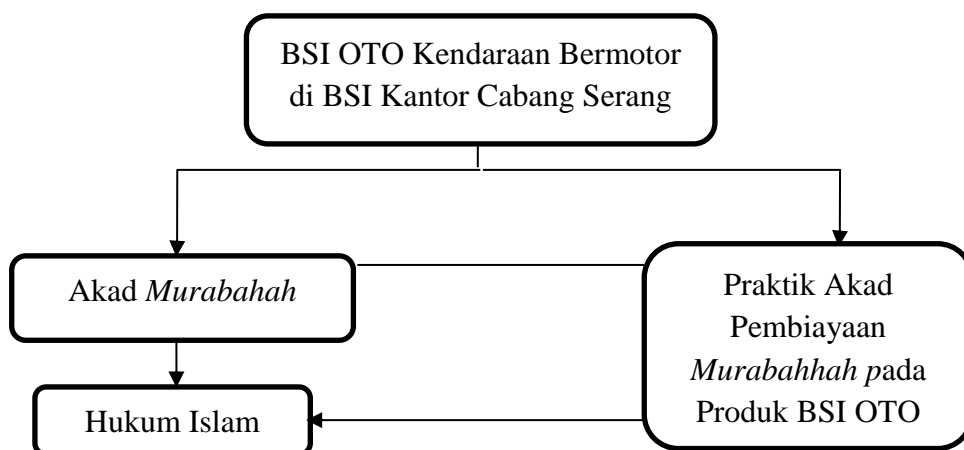 BSI OTO Kendaraan Bermotor
di BSI Kantor Cabang Serang
Akad Murabahah
Praktik Akad
Pembiayaan
Murabahhah pada
Produk BSI OTO
Hukum Islam